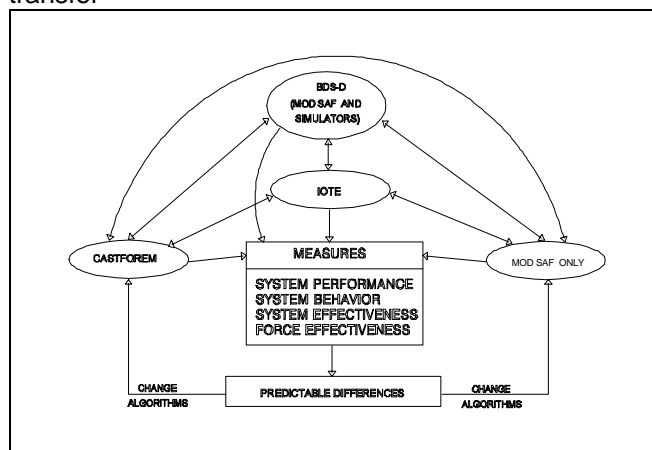 transfer
BDS-D
(MOD SAF AND
SIMULATORS)
IOTE
CASTFOREM
MEASURES
MOD SAF ONLY
SYSTEM PERFORMANCE
SYSTEM BEHAVIOR
SYSTEM EFFECTIVENESS
FORCE EFFECTIVENESS
CHANGE
ALGORITHMS
PREDICTABLE DIFFERENCES
CHANGE
ALGORITHMS